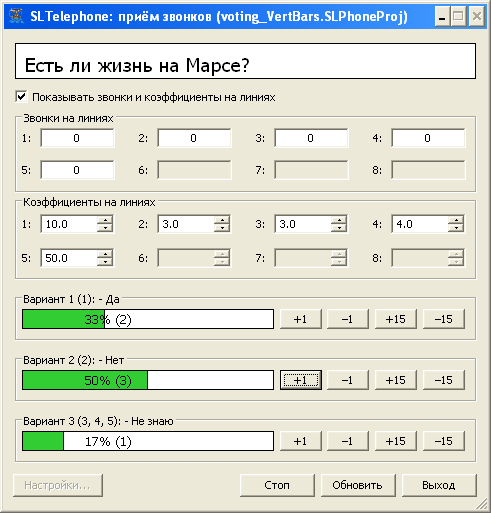 SLTelephone: приём звонков (voting_VertBars.SLPhoneProj)
Есть ли жизнь на Марсе?
Показывать звонки и коэффициенты на линиях
Звонки на линиях
1: 0 2: 0 3: 0 4: 0
5: 0 6: 7: 8:
Коэффициенты на линиях
1: 10.0 2: 3.0 3: 3.0 4: 4.0
5: 50.0 6: 7: 8:
Вариант 1 (1): - Да
33% (2) +1 −1 +15 −15
Вариант 2 (2): - Нет
50% (3) +1 −1 +15 −15
Вариант 3 (3, 4, 5): - Не знаю
17% (1) +1 −1 +15 −15
Настройки... Стоп Обновить Выход